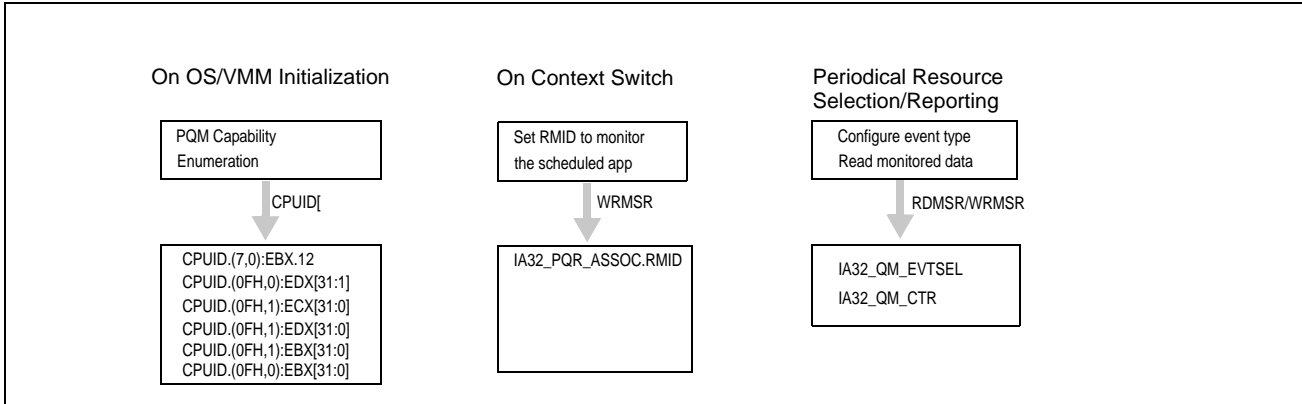 On OS/VMM Initialization
PQM Capability
Enumeration
CPUID[
CPUID.(7,0):EBX.12
CPUID.(0FH,0):EDX[31:1]
CPUID.(0FH,1):ECX[31:0]
CPUID.(0FH,1):EDX[31:0]
CPUID.(0FH,1):EBX[31:0]
CPUID.(0FH,0):EBX[31:0]
On Context Switch
Set RMID to monitor
the scheduled app
WRMSR
IA32_PQR_ASSOC.RMID
Periodical Resource
Selection/Reporting
Configure event type
Read monitored data
RDMSR/WRMSR
IA32_QM_EVTSEL
IA32_QM_CTR